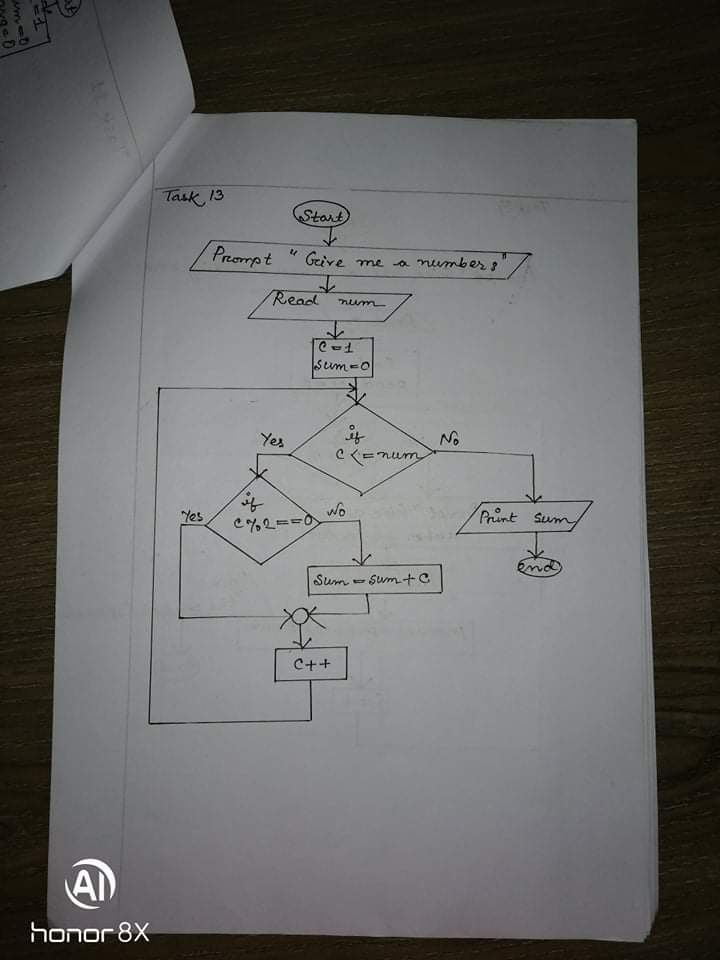 Task 13
Start
Prompt "Give me a numbers"
Read num
C=1
Sum=0
if
C<=num
Yes
No
if
C%2==0
Yes
No
Print sum
end
Sum=sum+C
C++
AI
honor 8X